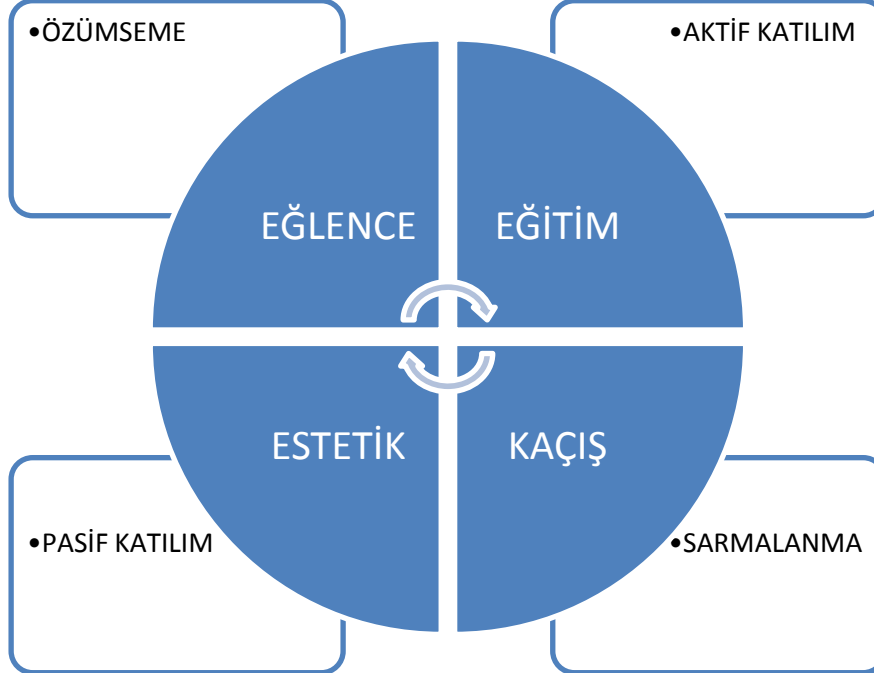 •ÖZÜMSEME
•AKTİF KATILIM
EĞLENCE
EĞİTİM
ESTETİK
KAÇIŞ
•PASİF KATILIM
•SARMALANMA